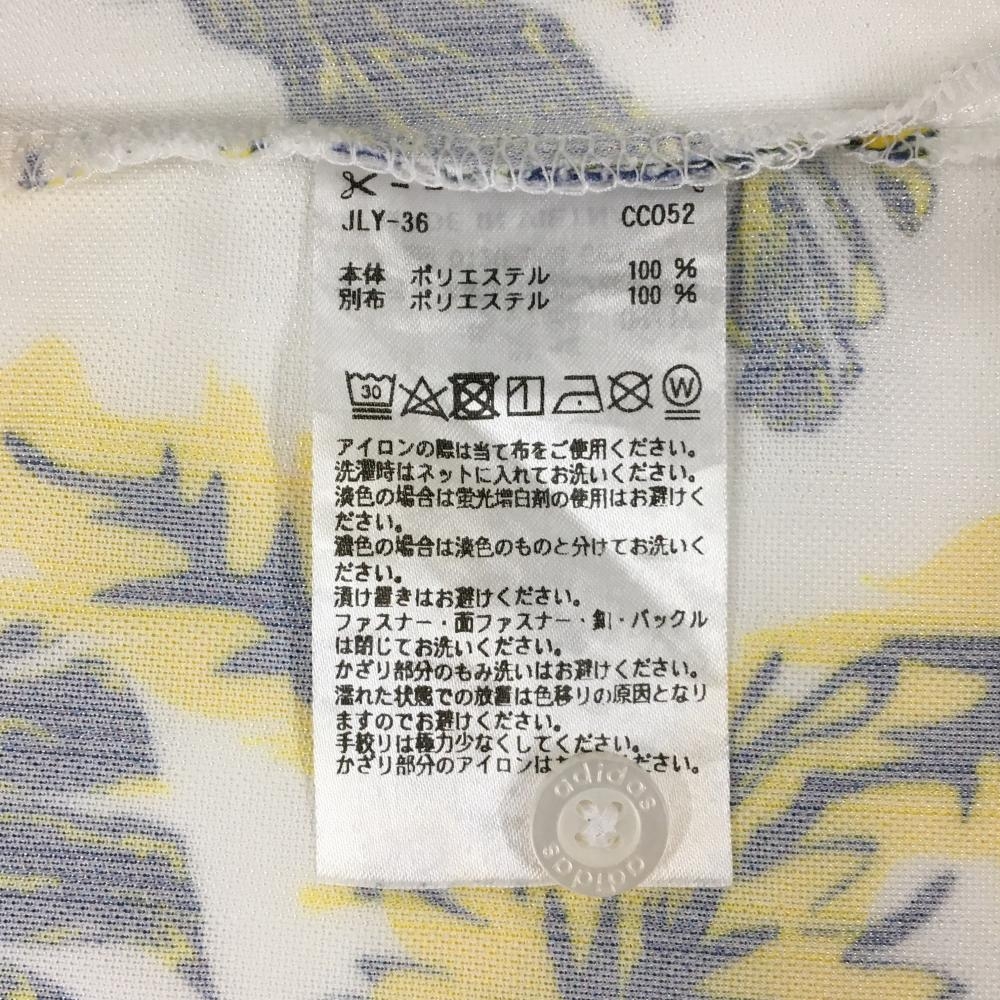 JLY-36 CC052
本体 ポリエステル 100 %
別布 ポリエステル 100 %
30 W
アイロンの際は当て布をご使用ください。
洗濯時はネットに入れてお洗いください。
淡色の場合は蛍光増白剤の使用はお避けく
ださい。
濃色の場合は淡色のものと分けてお洗いく
ださい。
漬け置きはお避けください。
ファスナー・面ファスナー・釦・バックル
は閉じてお洗いください。
かざり部分のもみ洗いはお避けください。
濡れた状態での放置は色移りの原因となり
ますのでお避けください。
手絞りは極力少なくしてください。
かざり部分のアイロンは ださい。
adidas
adidas